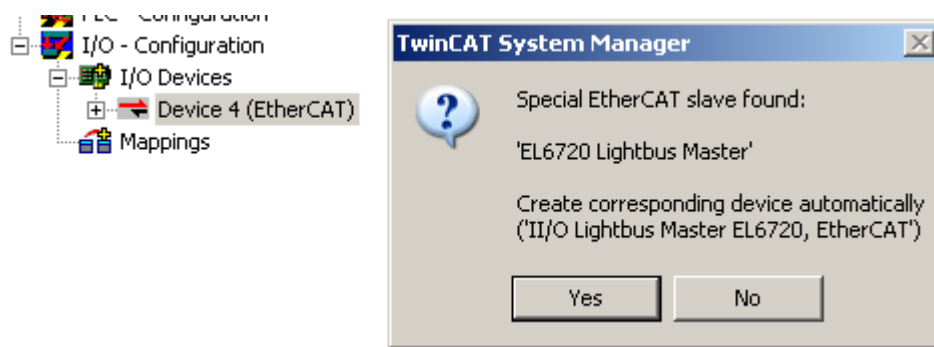 I/O - Configuration
I/O Devices
Device 4 (EtherCAT)
Mappings
TwinCAT System Manager
Special EtherCAT slave found:
'EL6720 Lightbus Master'
Create corresponding device automatically
('II/O Lightbus Master EL6720, EtherCAT')
Yes
No